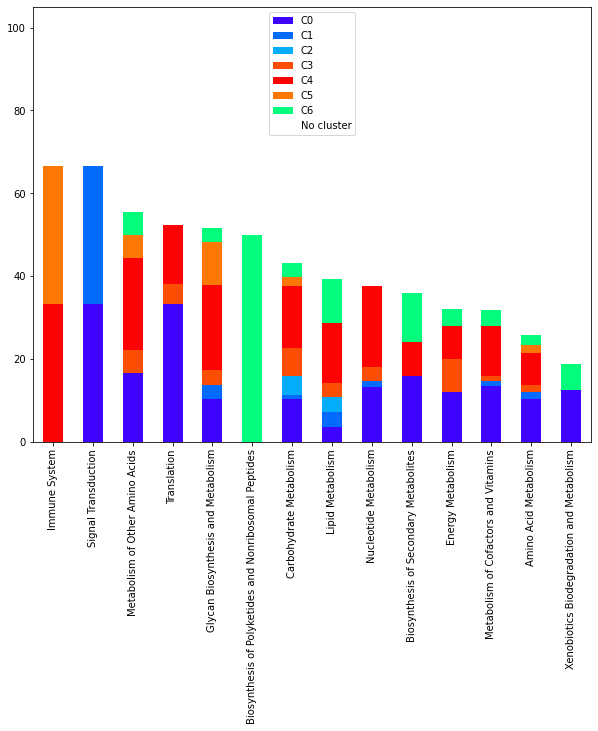 C0
C1
C2
C3
C4
C5
C6
No cluster
100
80
60
40
20
0
Immune System
Signal Transduction
Metabolism of Other Amino Acids
Translation
Glycan Biosynthesis and Metabolism
Biosynthesis of Polyketides and Nonribosomal Peptides
Carbohydrate Metabolism
Lipid Metabolism
Nucleotide Metabolism
Biosynthesis of Secondary Metabolites
Energy Metabolism
Metabolism of Cofactors and Vitamins
Amino Acid Metabolism
Xenobiotics Biodegradation and Metabolism